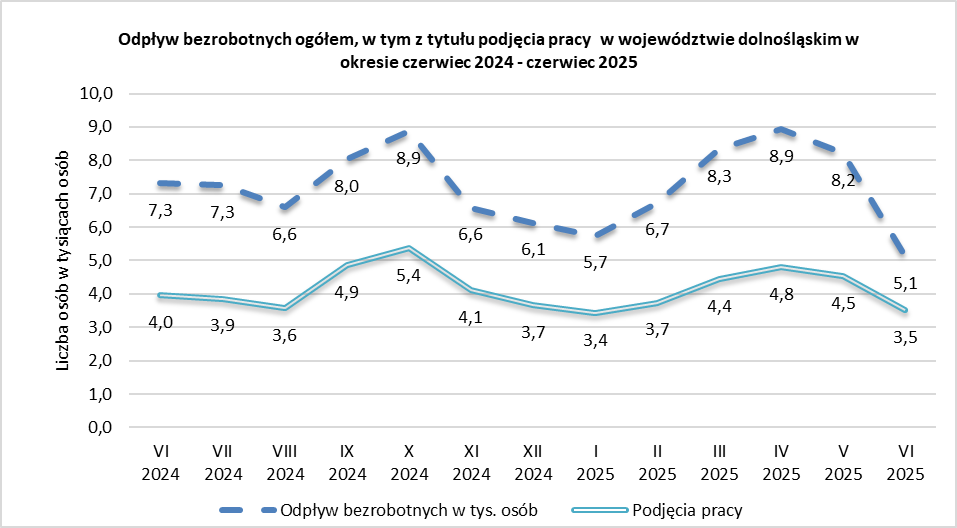 Odpływ bezrobotnych ogółem, w tym z tytułu podjęcia pracy w województwie dolnośląskim w
okresie czerwiec 2024 - czerwiec 2025
Liczba osób w tysiącach osób
10,0
9,0
8,0
7,0
6,0
5,0
4,0
3,0
2,0
1,0
0,0
7,3 7,3 6,6 8,0 8,9 6,6 6,1 5,7 6,7 8,3 8,9 8,2 5,1
4,0 3,9 3,6 4,9 5,4 4,1 3,7 3,4 3,7 4,4 4,8 4,5 3,5
VI VII VIII IX X XI XII I II III IV V VI
2024 2024 2024 2024 2024 2024 2024 2025 2025 2025 2025 2025 2025
Odpływ bezrobotnych w tys. osób Podjęcia pracy